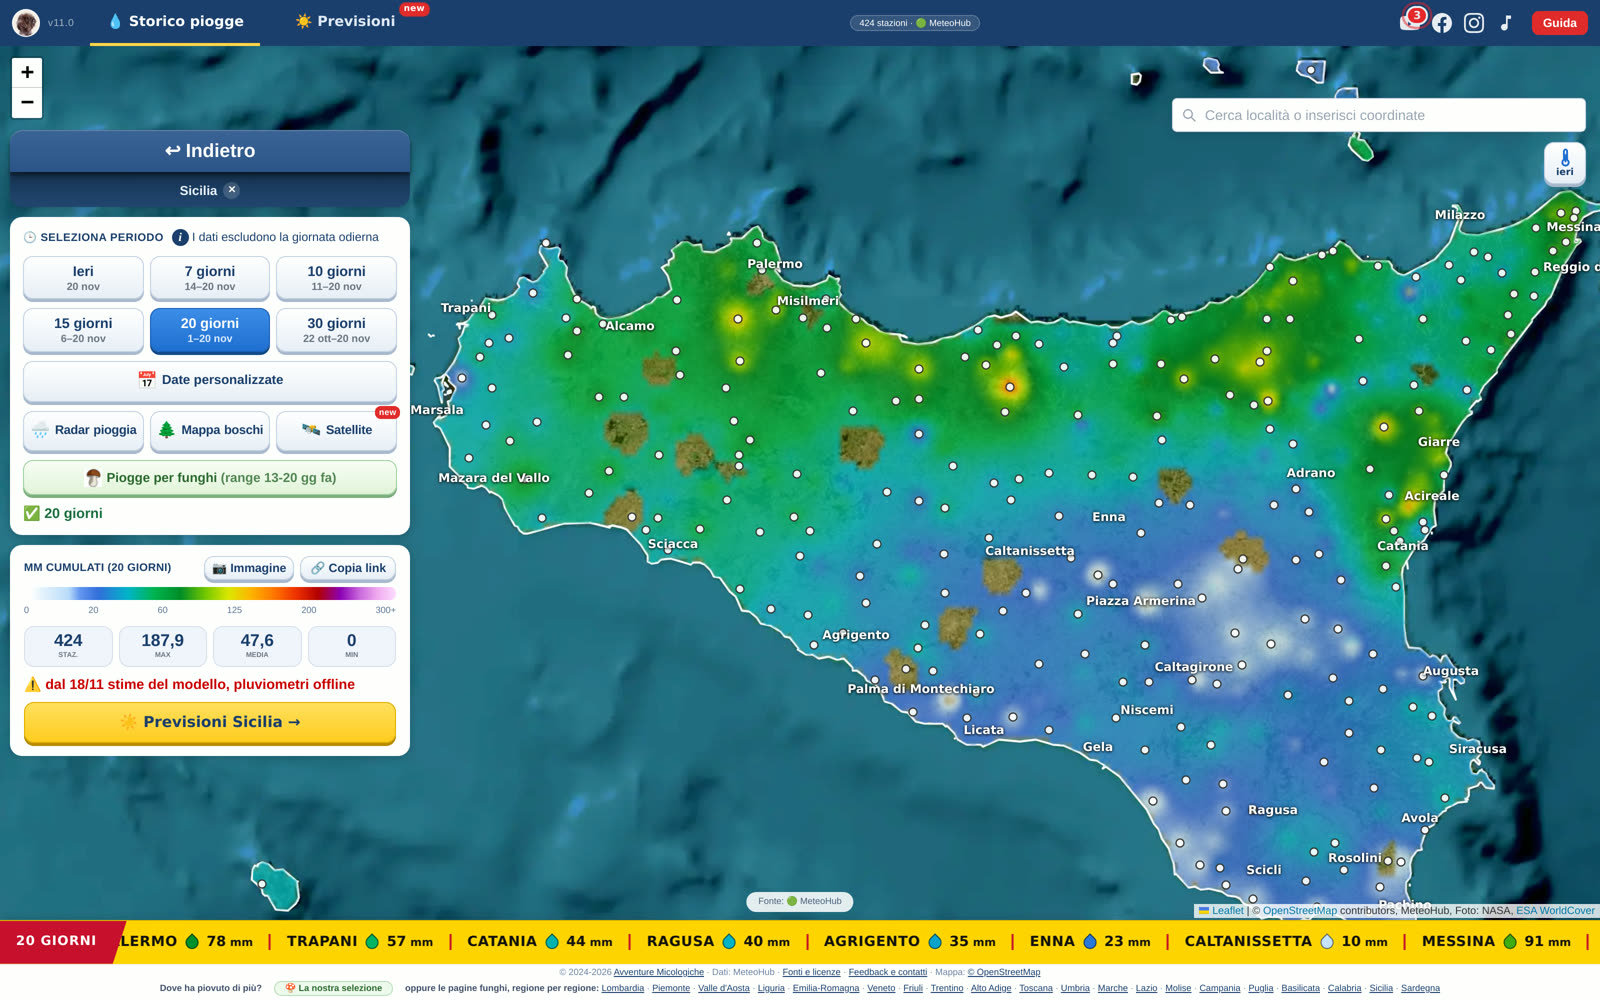 v11.0
Storico piogge
Previsioni
new
424 stazioni · MeteoHub
3
Guida
+
−
Cerca località o inserisci coordinate
ieri
↩ Indietro
Sicilia ×
SELEZIONA PERIODO i I dati escludono la giornata odierna
Ieri
20 nov
7 giorni
14–20 nov
10 giorni
11–20 nov
15 giorni
6–20 nov
20 giorni
1–20 nov
30 giorni
22 ott–20 nov
Date personalizzate
new
Radar pioggia
Mappa boschi
Satellite
Piogge per funghi (range 13-20 gg fa)
✅ 20 giorni
MM CUMULATI (20 GIORNI)
Immagine
Copia link
0 20 60 125 200 300+
424
STAZ.
187,9
MAX
47,6
MEDIA
0
MIN
⚠️ dal 18/11 stime del modello, pluviometri offline
Previsioni Sicilia →
Milazzo
Messina
Reggio d
Palermo
Misilmeri
Trapani
Alcamo
Marsala
Giarre
Mazara del Vallo
Adrano
Acireale
Enna
Sciacca
Caltanissetta
Catania
Piazza Armerina
Agrigento
Caltagirone
Augusta
Palma di Montechiaro
Niscemi
Licata
Gela
Siracusa
Ragusa
Avola
Rosolini
Scicli
Pachino
Fonte: MeteoHub
Leaflet | © OpenStreetMap contributors, MeteoHub, Foto: NASA, ESA WorldCover
20 GIORNI
LERMO 78 mm | TRAPANI 57 mm | CATANIA 44 mm | RAGUSA 40 mm | AGRIGENTO 35 mm | ENNA 23 mm | CALTANISSETTA 10 mm | MESSINA 91 mm |
© 2024-2026 Avventure Micologiche · Dati: MeteoHub · Fonti e licenze · Feedback e contatti · Mappa: © OpenStreetMap
Dove ha piovuto di più? La nostra selezione oppure le pagine funghi, regione per regione: Lombardia · Piemonte · Valle d'Aosta · Liguria · Emilia-Romagna · Veneto · Friuli · Trentino · Alto Adige · Toscana · Umbria · Marche · Lazio · Molise · Campania · Puglia · Basilicata · Calabria · Sicilia · Sardegna